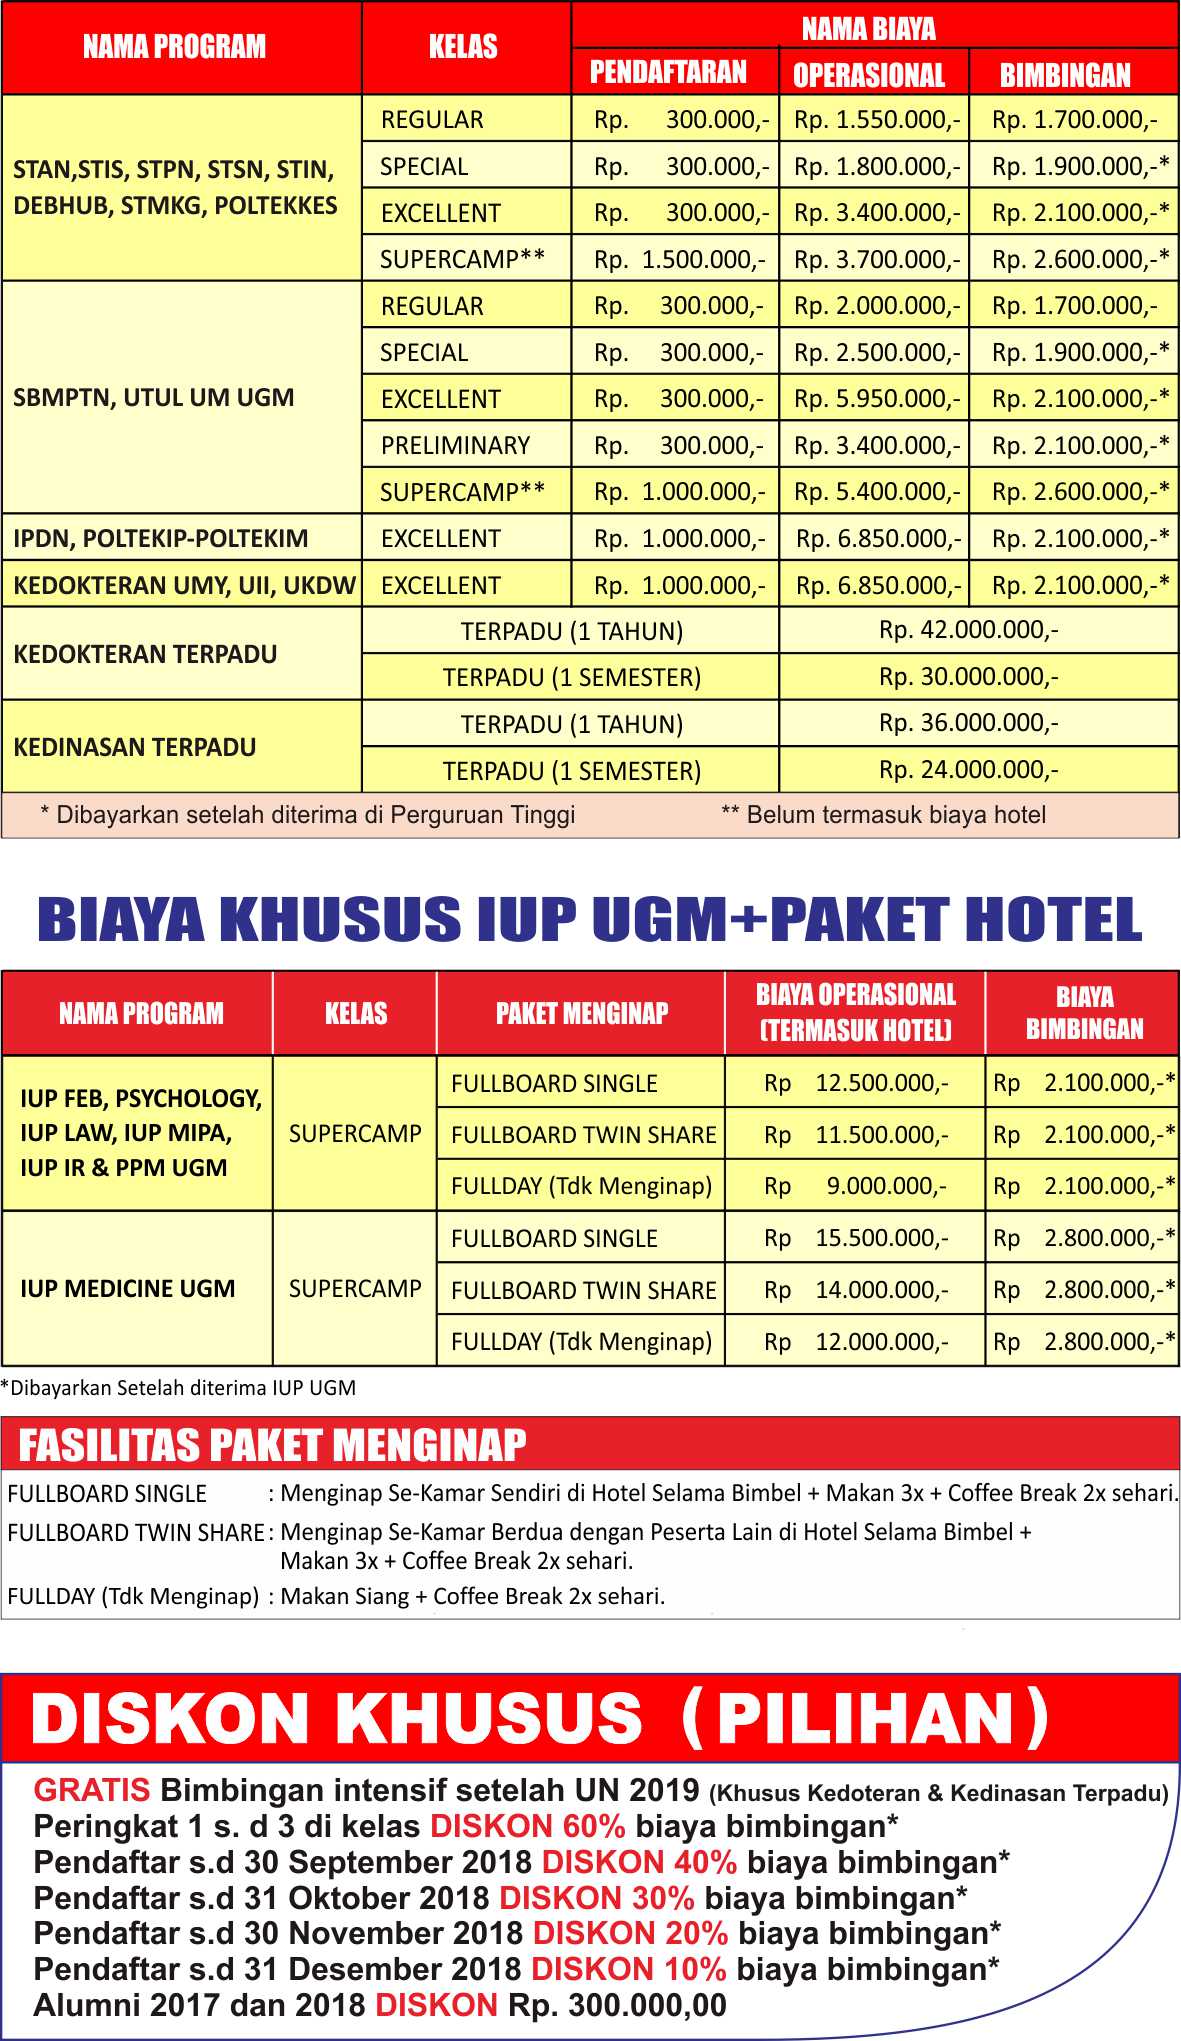 NAMA PROGRAM KELAS NAMA BIAYA
PENDAFTARAN OPERASIONAL BIMBINGAN
STAN,STIS, STPN, STSN, STIN,
DEBHUB, STMKG, POLTEKKES
REGULAR Rp. 300.000,- Rp. 1.550.000,- Rp. 1.700.000,-
SPECIAL Rp. 300.000,- Rp. 1.800.000,- Rp. 1.900.000,-*
EXCELLENT Rp. 300.000,- Rp. 3.400.000,- Rp. 2.100.000,-*
SUPERCAMP** Rp. 1.500.000,- Rp. 3.700.000,- Rp. 2.600.000,-*
SBMPTN, UTUL UM UGM
REGULAR Rp. 300.000,- Rp. 2.000.000,- Rp. 1.700.000,-
SPECIAL Rp. 300.000,- Rp. 2.500.000,- Rp. 1.900.000,-*
EXCELLENT Rp. 300.000,- Rp. 5.950.000,- Rp. 2.100.000,-*
PRELIMINARY Rp. 300.000,- Rp. 3.400.000,- Rp. 2.100.000,-*
SUPERCAMP** Rp. 1.000.000,- Rp. 5.400.000,- Rp. 2.600.000,-*
IPDN, POLTEKIP-POLTEKIM EXCELLENT Rp. 1.000.000,- Rp. 6.850.000,- Rp. 2.100.000,-*
KEDOKTERAN UMY, UII, UKDW EXCELLENT Rp. 1.000.000,- Rp. 6.850.000,- Rp. 2.100.000,-*
KEDOKTERAN TERPADU
TERPADU (1 TAHUN) Rp. 42.000.000,-
TERPADU (1 SEMESTER) Rp. 30.000.000,-
KEDINASAN TERPADU
TERPADU (1 TAHUN) Rp. 36.000.000,-
TERPADU (1 SEMESTER) Rp. 24.000.000,-
* Dibayarkan setelah diterima di Perguruan Tinggi ** Belum termasuk biaya hotel
BIAYA KHUSUS IUP UGM+PAKET HOTEL
NAMA PROGRAM KELAS PAKET MENGINAP BIAYA OPERASIONAL BIAYA
(TERMASUK HOTEL) BIMBINGAN
IUP FEB, PSYCHOLOGY,
IUP LAW, IUP MIPA,
IUP IR & PPM UGM
SUPERCAMP
FULLBOARD SINGLE Rp 12.500.000,- Rp 2.100.000,-*
FULLBOARD TWIN SHARE Rp 11.500.000,- Rp 2.100.000,-*
FULLDAY (Tdk Menginap) Rp 9.000.000,- Rp 2.100.000,-*
IUP MEDICINE UGM
SUPERCAMP
FULLBOARD SINGLE Rp 15.500.000,- Rp 2.800.000,-*
FULLBOARD TWIN SHARE Rp 14.000.000,- Rp 2.800.000,-*
FULLDAY (Tdk Menginap) Rp 12.000.000,- Rp 2.800.000,-*
*Dibayarkan Setelah diterima IUP UGM
FASILITAS PAKET MENGINAP
FULLBOARD SINGLE : Menginap Se-Kamar Sendiri di Hotel Selama Bimbel + Makan 3x + Coffee Break 2x sehari.
FULLBOARD TWIN SHARE : Menginap Se-Kamar Berdua dengan Peserta Lain di Hotel Selama Bimbel +
Makan 3x + Coffee Break 2x sehari.
FULLDAY (Tdk Menginap) : Makan Siang + Coffee Break 2x sehari.
DISKON KHUSUS (PILIHAN)
GRATIS Bimbingan intensif setelah UN 2019 (Khusus Kedoteran & Kedinasan Terpadu)
Peringkat 1 s. d 3 di kelas DISKON 60% biaya bimbingan*
Pendaftar s.d 30 September 2018 DISKON 40% biaya bimbingan*
Pendaftar s.d 31 Oktober 2018 DISKON 30% biaya bimbingan*
Pendaftar s.d 30 November 2018 DISKON 20% biaya bimbingan*
Pendaftar s.d 31 Desember 2018 DISKON 10% biaya bimbingan*
Alumni 2017 dan 2018 DISKON Rp. 300.000,00